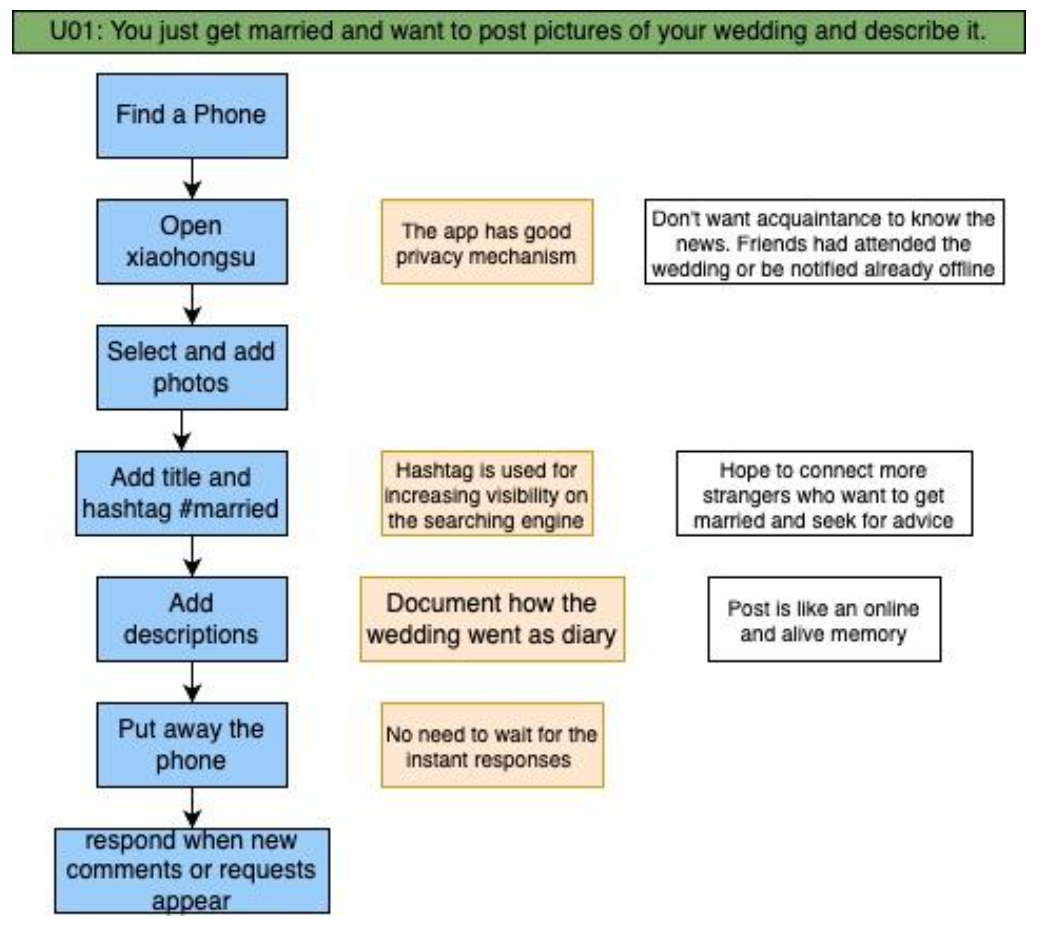 U01: You just get married and want to post pictures of your wedding and describe it.
Find a Phone
Open
xiaohongsu
The app has good
privacy mechanism
Don't want acquaintance to know the
news. Friends had attended the
wedding or be notified already offline
Select and add
photos
Add title and
hashtag #married
Hashtag is used for
increasing visibility on
the searching engine
Hope to connect more
strangers who want to get
married and seek for advice
Add
descriptions
Document how the
wedding went as diary
Post is like an online
and alive memory
Put away the
phone
No need to wait for the
instant responses
respond when new
comments or requests
appear